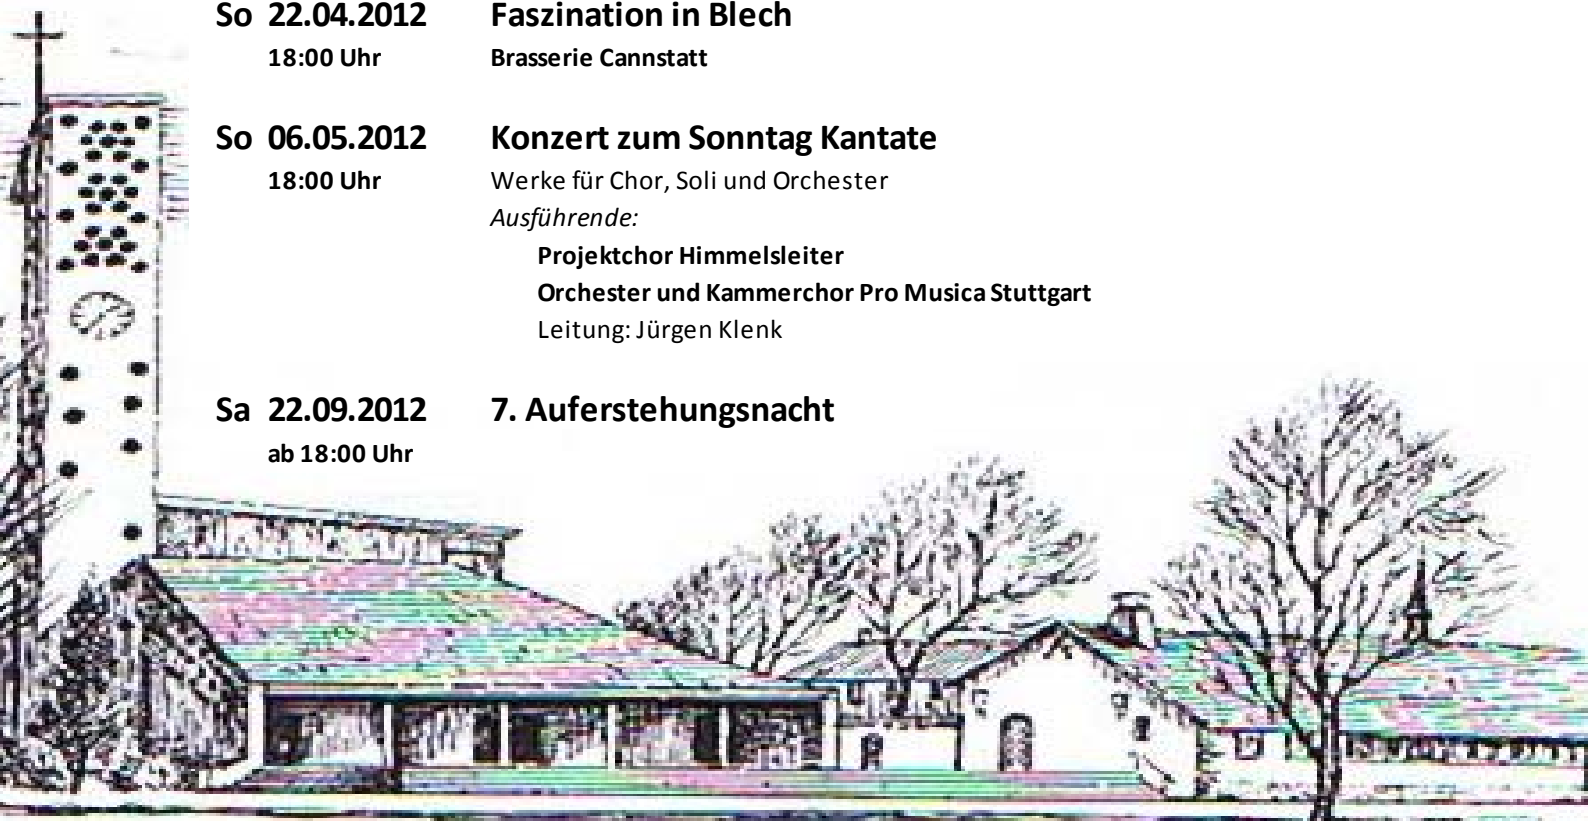 So 22.04.2012 Faszination in Blech
18:00 Uhr Brasserie Cannstatt
So 06.05.2012 Konzert zum Sonntag Kantate
18:00 Uhr Werke für Chor, Soli und Orchester
Ausführende:
Projektchor Himmelsleiter
Orchester und Kammerchor Pro Musica Stuttgart
Leitung: Jürgen Klenk
Sa 22.09.2012 7. Auferstehungsnacht
ab 18:00 Uhr